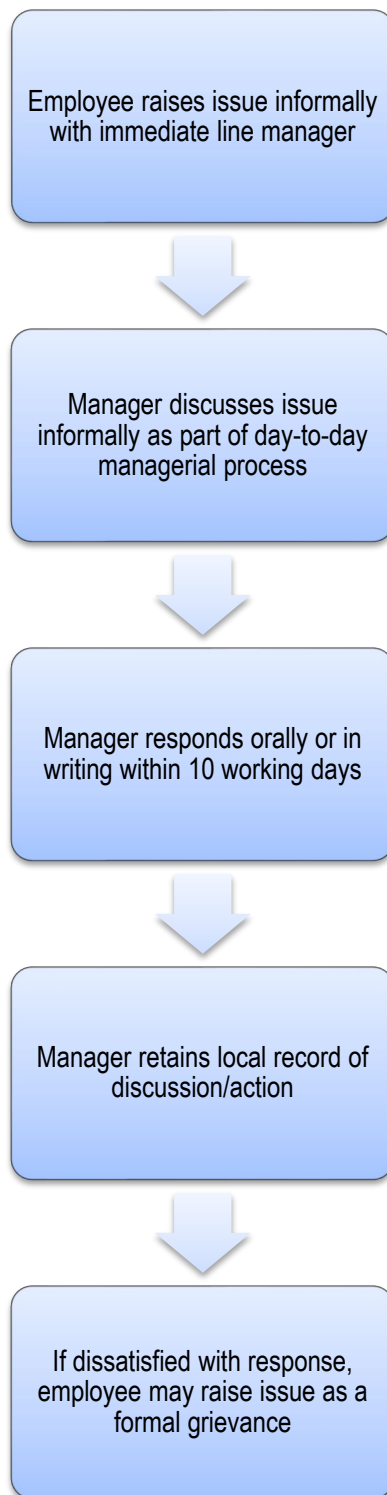 Employee raises issue informally
with immediate line manager
Manager discusses issue
informally as part of day-to-day
managerial process
Manager responds orally or in
writing within 10 working days
Manager retains local record of
discussion/action
If dissatisfied with response,
employee may raise issue as a
formal grievance